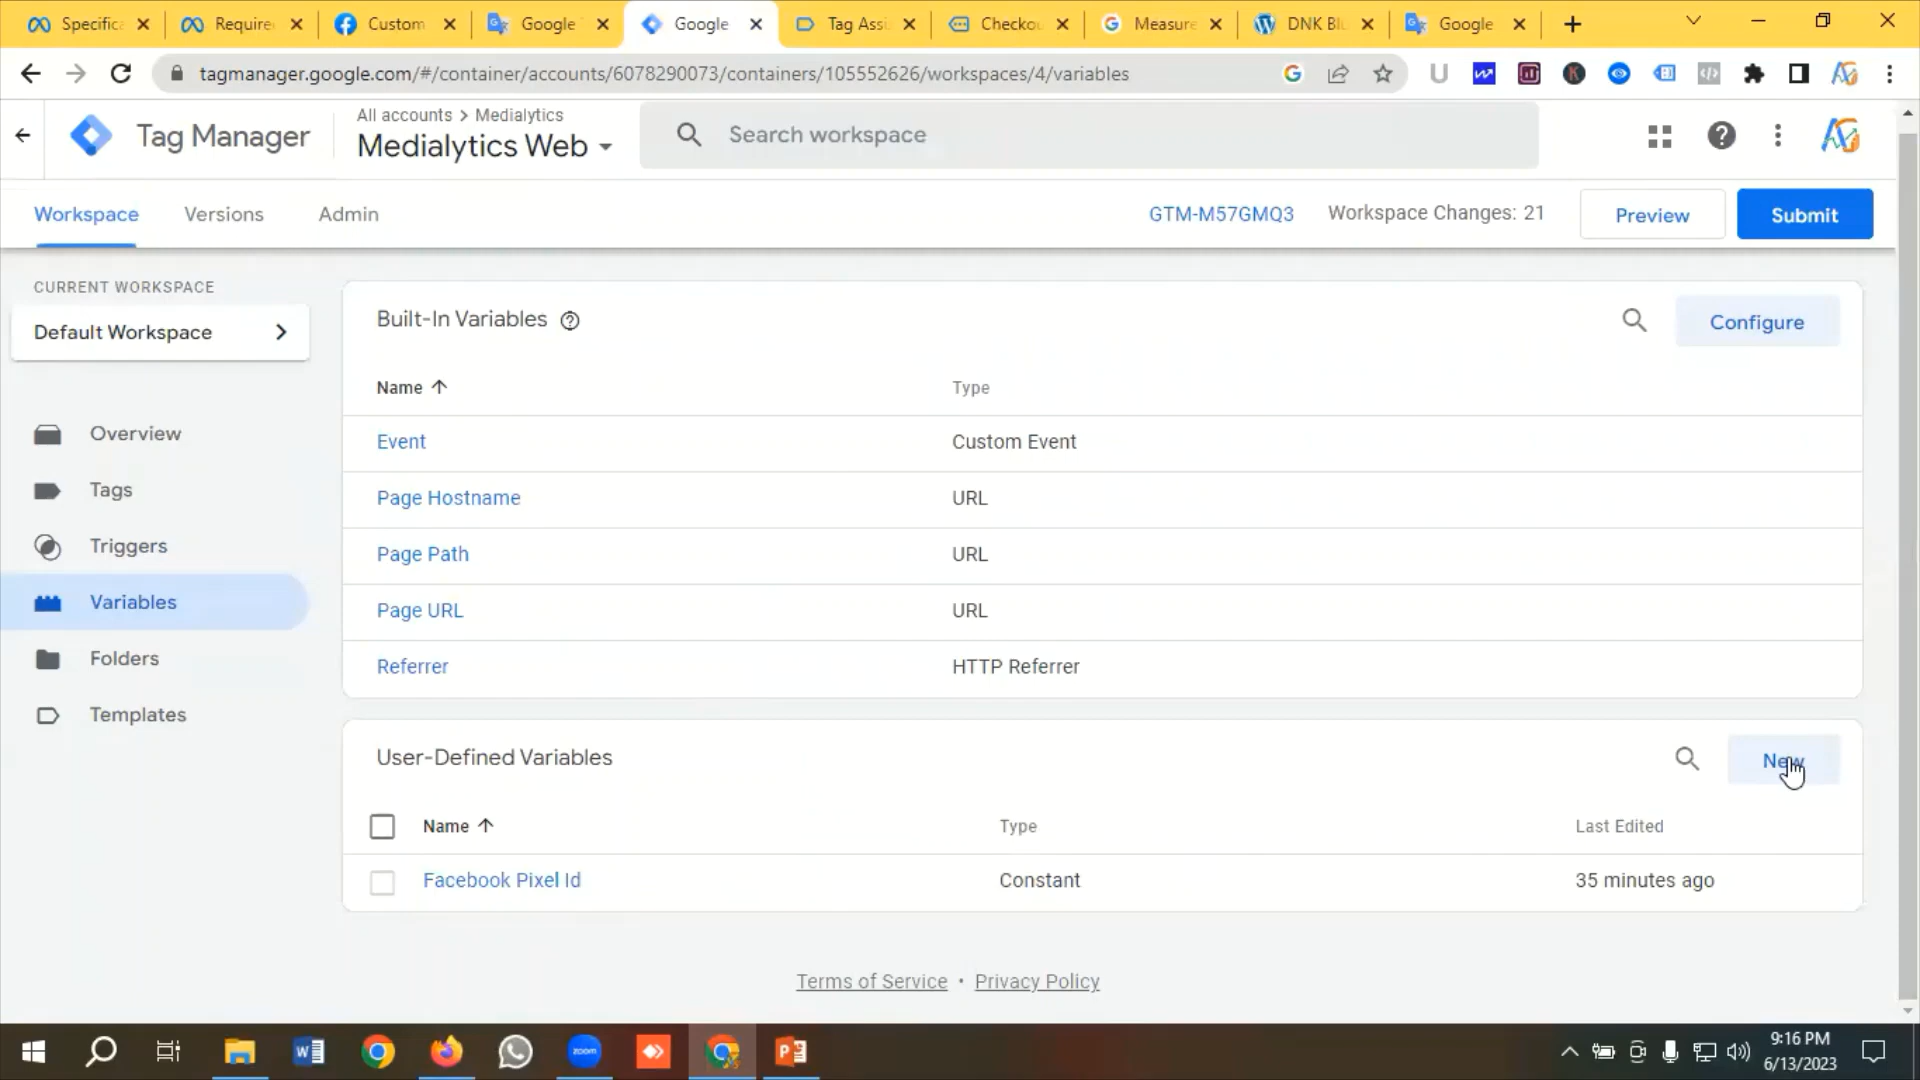 Specifica
Require
Custom
Google
Google
Tag Assi
Checkou
Measure
DNK Bl
Google
tagmanager.google.com/#/container/accounts/6078290073/containers/105552626/workspaces/4/variables
Tag Manager
All accounts > Medialytics
Medialytics Web
Search workspace
Workspace
Versions
Admin
GTM-M57GMQ3
Workspace Changes: 21
Preview
Submit
CURRENT WORKSPACE
Default Workspace
Overview
Tags
Triggers
Variables
Folders
Templates
Built-In Variables
Configure
Name Type
Event Custom Event
Page Hostname URL
Page Path URL
Page URL URL
Referrer HTTP Referrer
User-Defined Variables
New
Name Type Last Edited
Facebook Pixel Id Constant 35 minutes ago
Terms of Service • Privacy Policy
zoom
9:16 PM
6/13/2023